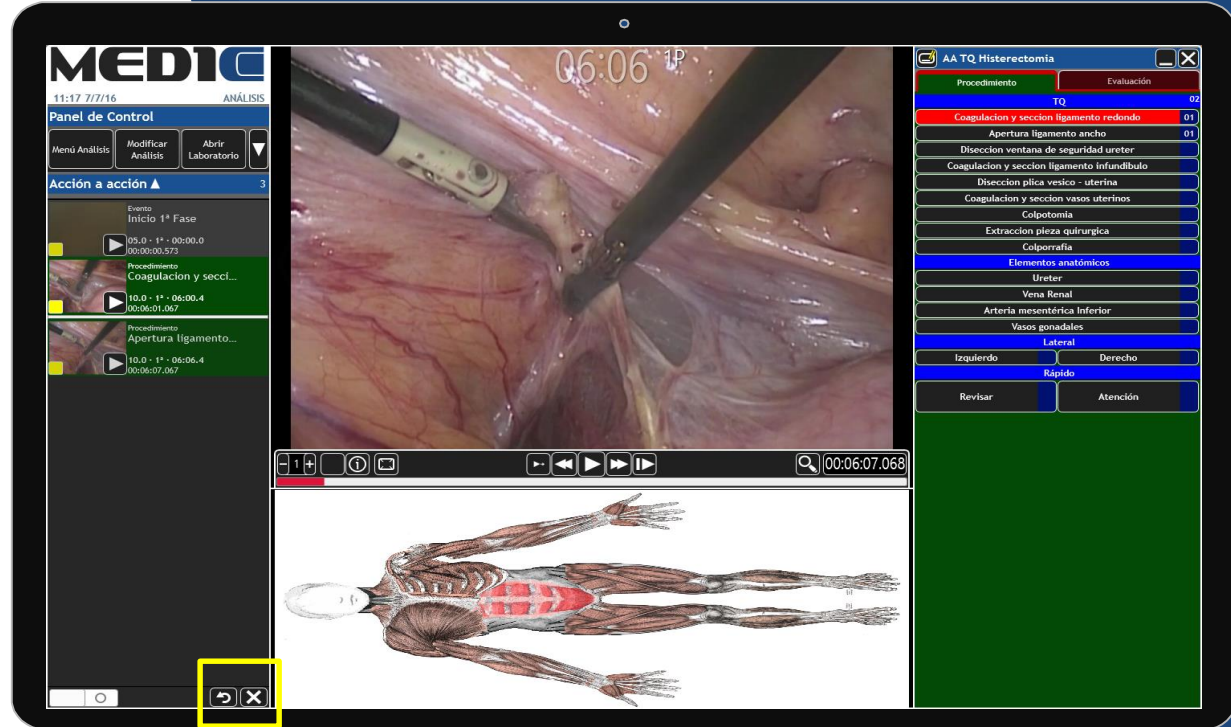 MED1C
11:17 7/7/16 ANÁLISIS
Panel de Control
Menú Análisis
Modificar
Análisis
Abrir
Laboratorio
Acción a acción ▲ 3
Evento
Inicio 1ª Fase
05.0 · 1ª · 00:00.0
00:00:00.573
Procedimiento
Coagulacion y secci...
10.0 · 1ª · 06:00.4
00:06:01.067
Procedimiento
Apertura ligamento...
10.0 · 1ª · 06:06.4
00:06:07.067
06:06 1P
- 1 +
00:06:07.068
AA TQ Histerectomia
Procedimiento Evaluación
TQ 02
Coagulacion y seccion ligamento redondo 01
Apertura ligamento ancho 01
Diseccion ventana de seguridad ureter
Coagulacion y seccion ligamento infundíbulo
Diseccion plica vesico - uterina
Coagulacion y seccion vasos uterinos
Colpotomia
Extraccion pieza quirurgica
Colporrafia
Elementos anatómicos
Ureter
Vena Renal
Arteria mesentérica Inferior
Vasos gonadales
Lateral
Izquierdo Derecho
Rápido
Revisar Atención